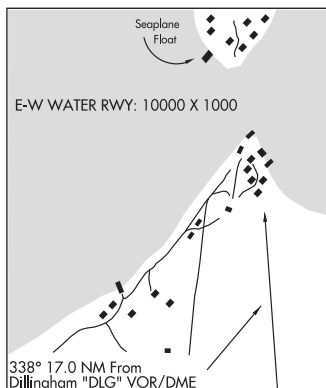 Seaplane
Float
E-W WATER RWY: 10000 X 1000
338° 17.0 NM From
Dillingham "DLG" VOR/DME